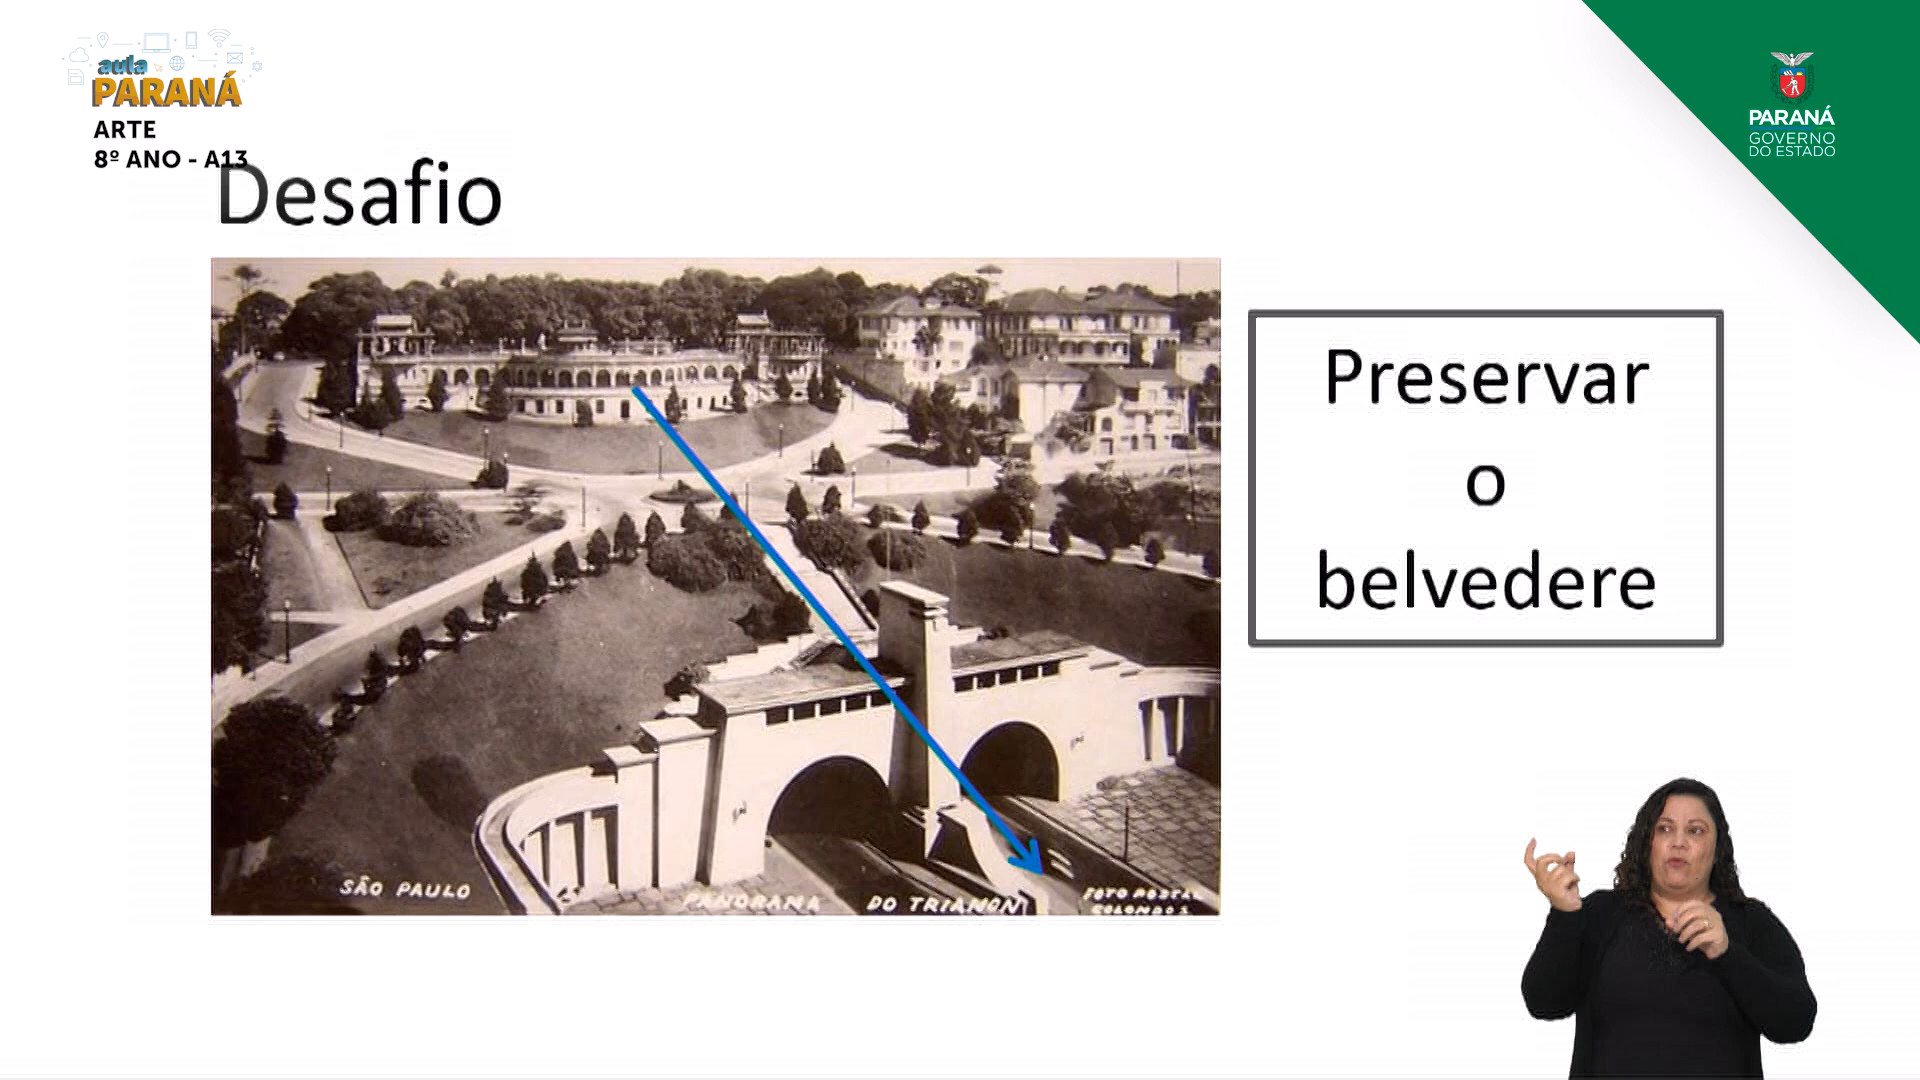 aula
PARANÁ
ARTE
8º ANO - A13
PARANÁ
GOVERNO
DO ESTADO
Desafio
Preservar
o
belvedere
SÃO PAULO
PANORAMA DO TRIANON
FOTO POSTAL
COLOMBO